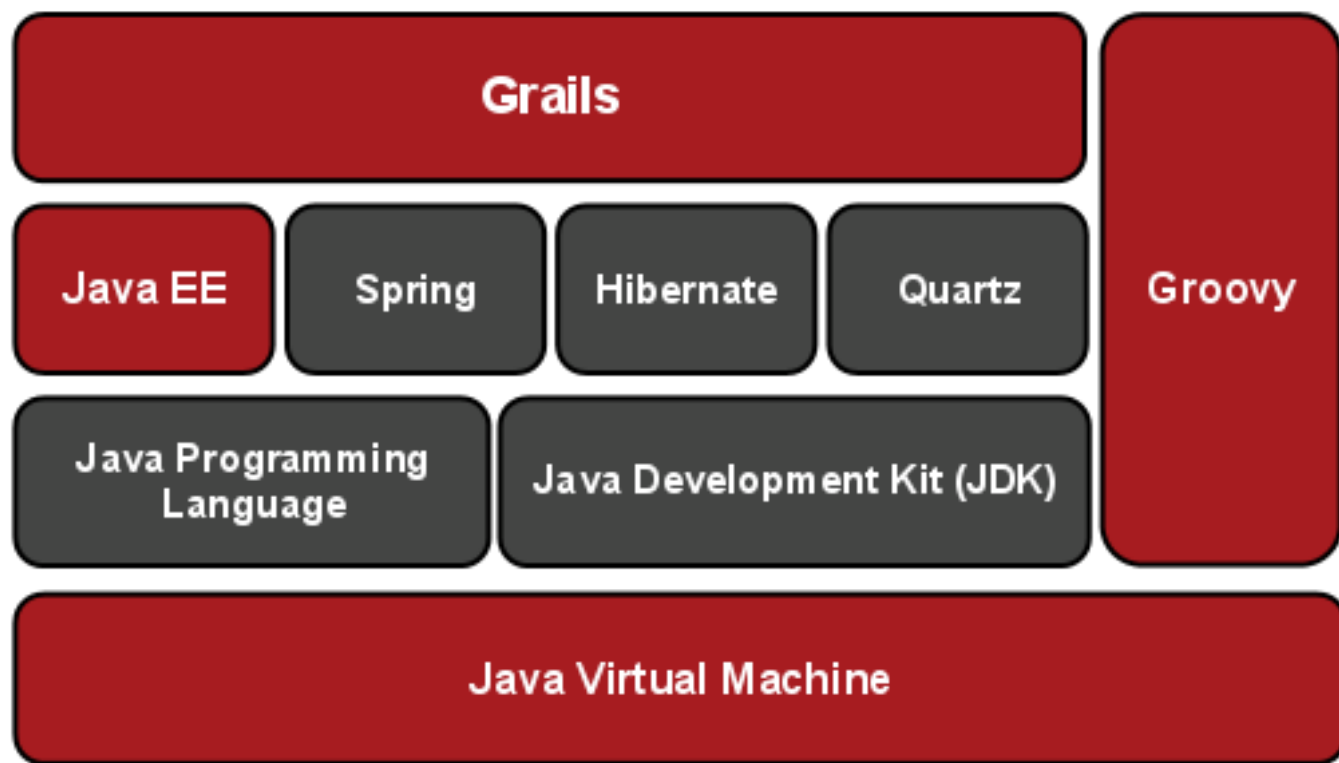 Grails
Java EE
Spring
Hibernate
Quartz
Groovy
Java Programming
Language
Java Development Kit (JDK)
Java Virtual Machine